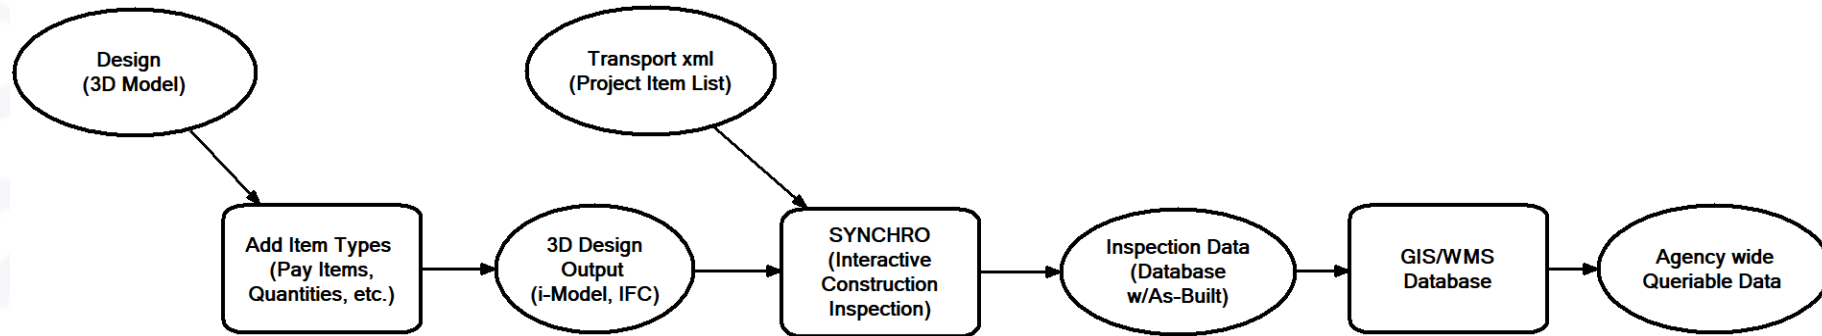 Design
(3D Model)
Transport xml
(Project Item List)
Add Item Types
(Pay Items,
Quantities, etc.)
3D Design
Output
(i-Model, IFC)
SYNCHRO
(Interactive
Construction
Inspection)
Inspection Data
(Database
w/As-Built)
GIS/WMS
Database
Agency wide
Queriable Data